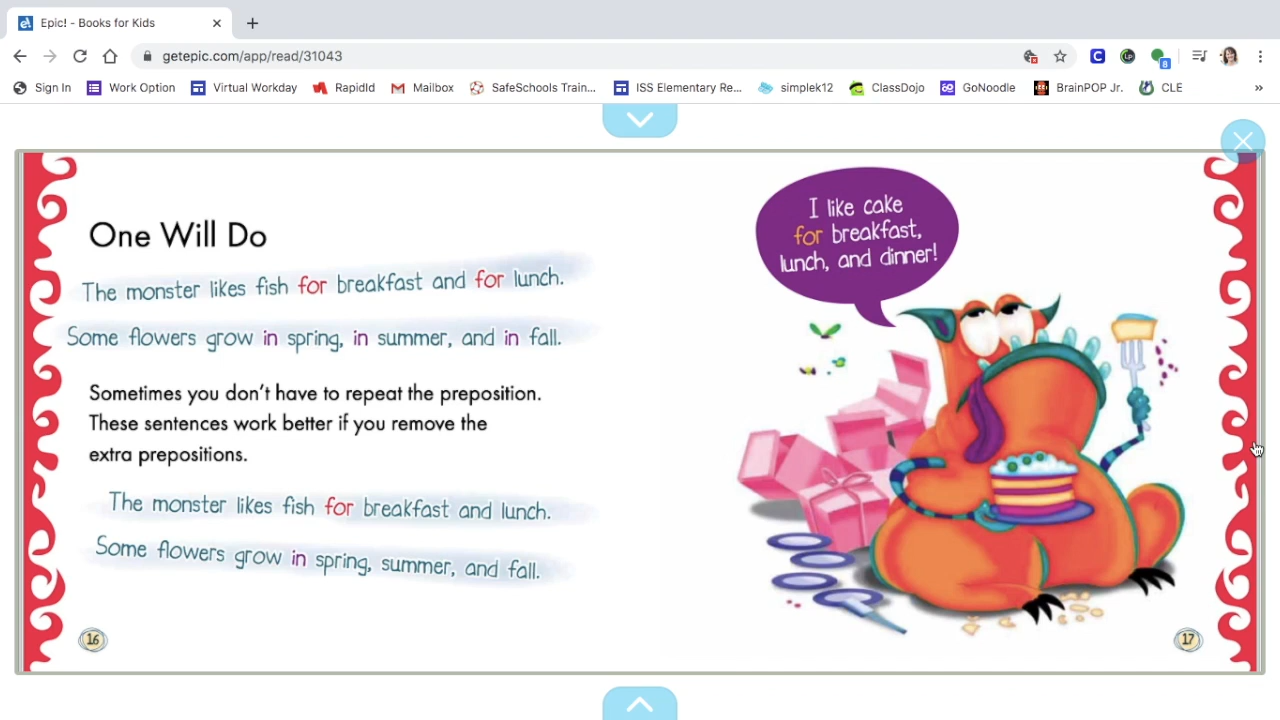 Epic! - Books for Kids
getepic.com/app/read/31043
Sign In Work Option Virtual Workday RapidId Mailbox SafeSchools Train... ISS Elementary Re... simplek12 ClassDojo GoNoodle BrainPOP Jr. CLE
One Will Do
The monster likes fish for breakfast and for lunch.
Some flowers grow in spring, in summer, and in fall.
Sometimes you don't have to repeat the preposition.
These sentences work better if you remove the
extra prepositions.
The monster likes fish for breakfast and lunch.
Some flowers grow in spring, summer, and fall.
16
I like cake
for breakfast,
lunch, and dinner!
17